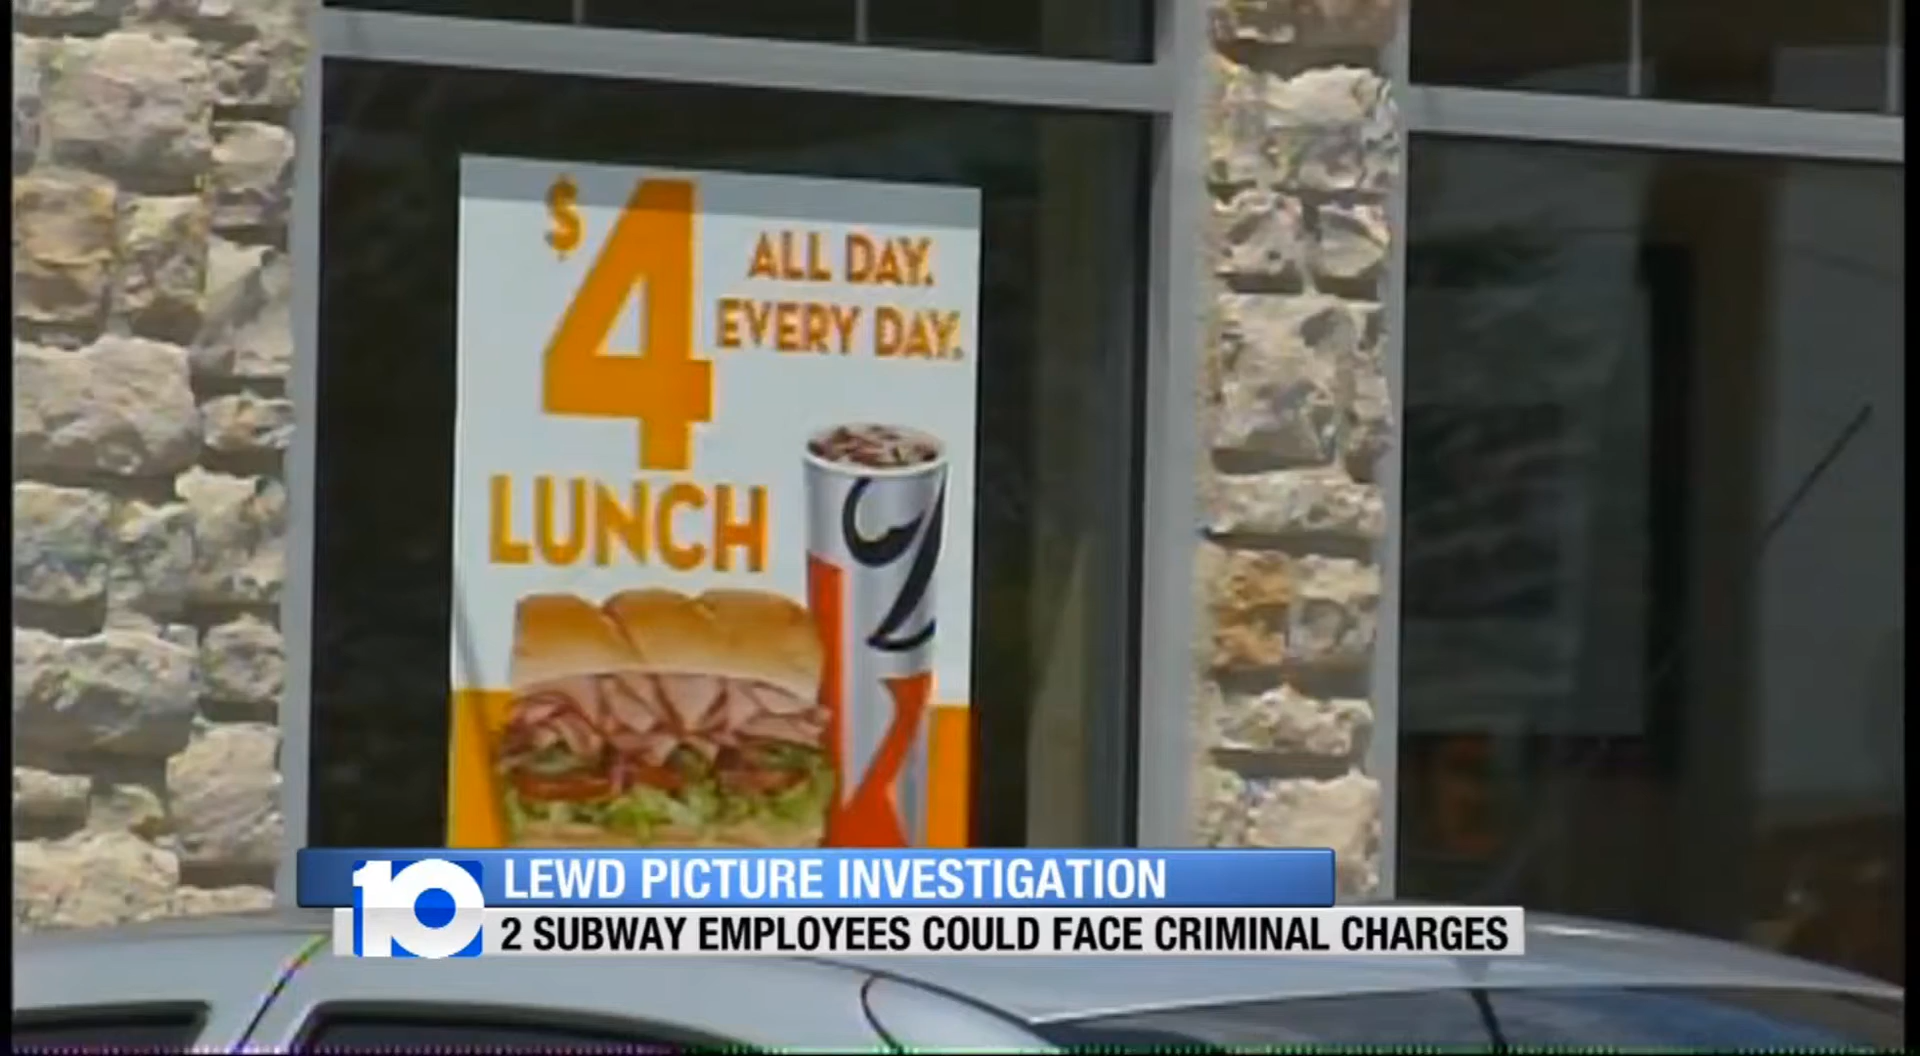 $4
ALL DAY.
EVERY DAY.
LUNCH
10
LEWD PICTURE INVESTIGATION
2 SUBWAY EMPLOYEES COULD FACE CRIMINAL CHARGES